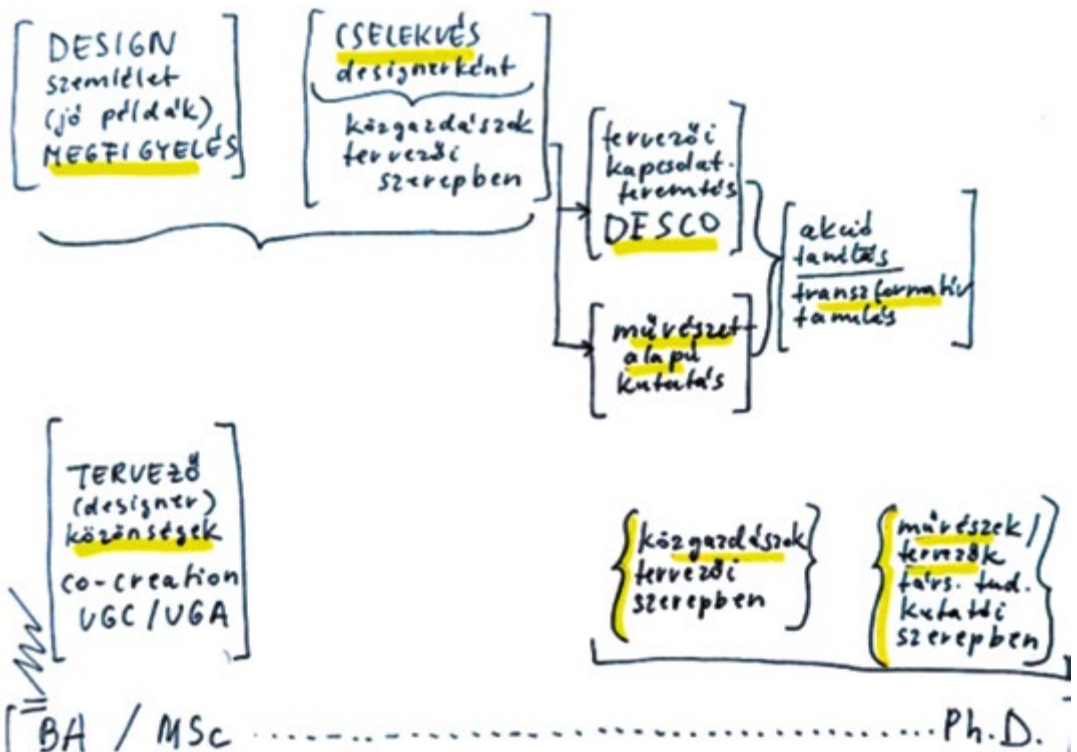 DESIGN
szemlélet
(jó példák)
MEGFIGYELÉS
CSELEKVÉS
designerként
közgazdászok
tervezői
szerepben
tervezői
kapcsolat-
teremtés
DESCO
művészet-
alapú
kutatás
akció
tanítás
transzformatív
tanulás
TERVEZŐ
(designer)
közönségek
co-creation
UGC/UGA
közgazdászok
tervezői
szerepben
művészek/
tervezők
társ. tud.
kutatói
szerepben
BA / MSc ........................................ Ph.D.